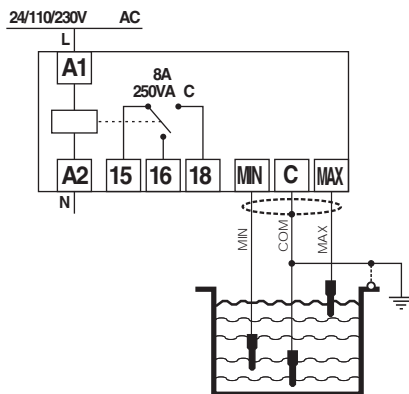 24/110/230V AC
L
A1
8A
250VA C
A2 15 16 18 MIN C MAX
N
MIN
COM
MAX